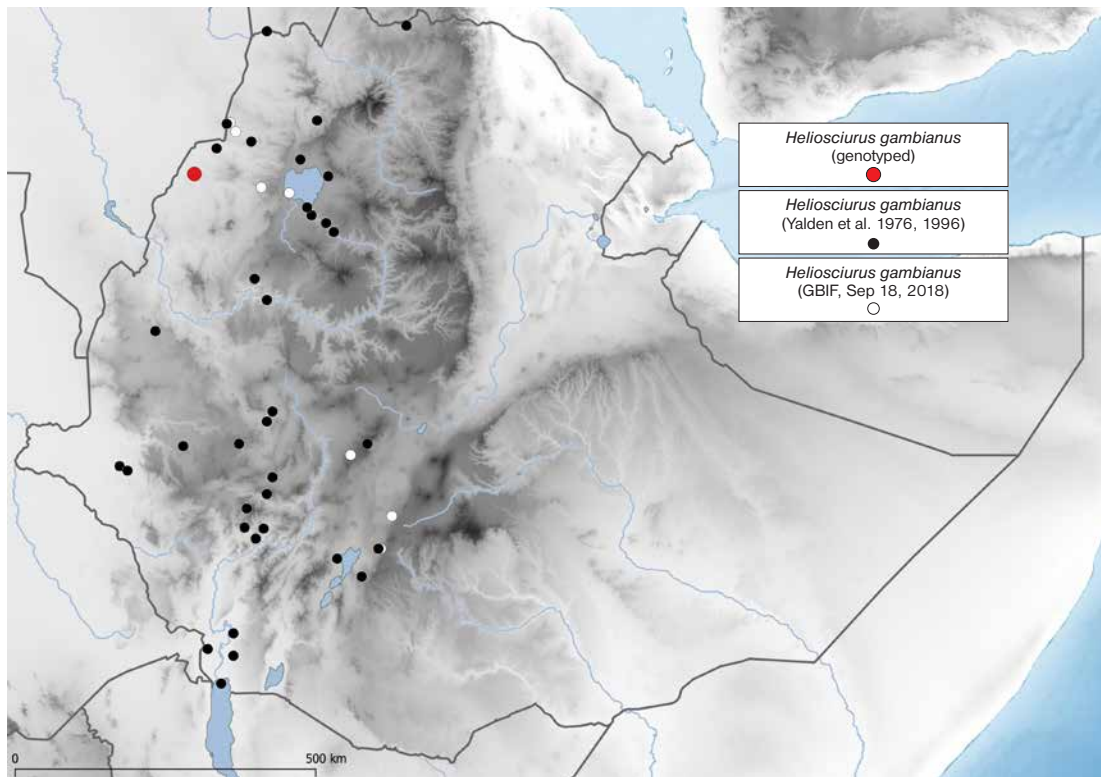 Heliosciurus gambianus
(genotyped)
Heliosciurus gambianus
(Yalden et al. 1976, 1996)
Heliosciurus gambianus
(GBIF, Sep 18, 2018)
0
500 km